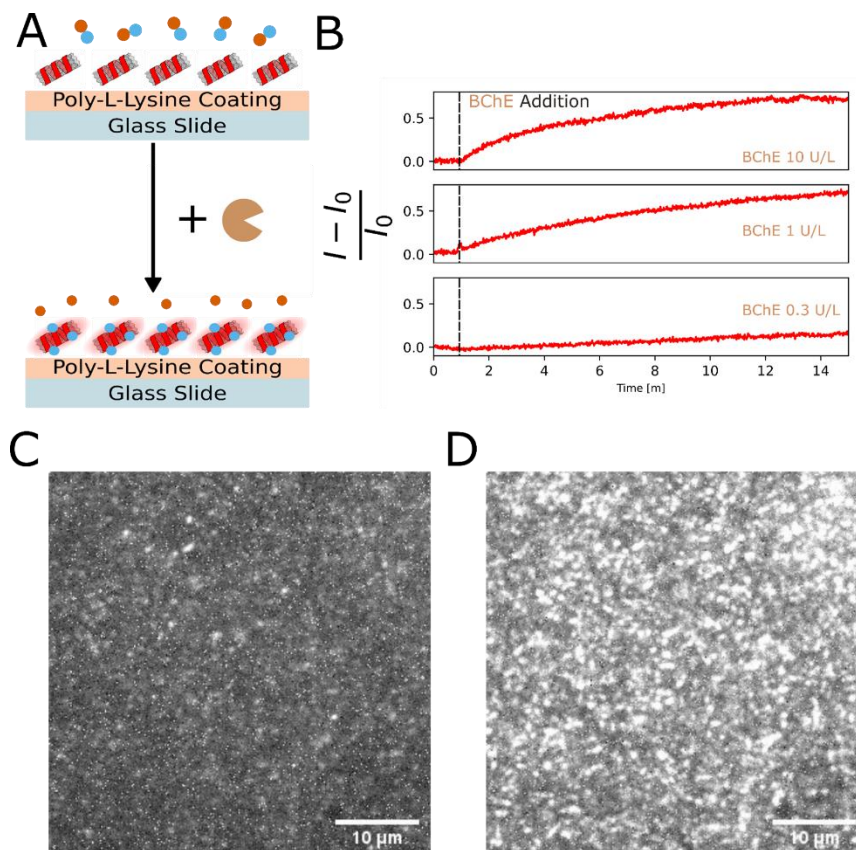 A
Poly-L-Lysine Coating
Glass Slide
+
Poly-L-Lysine Coating
Glass Slide
B
BChE Addition
0.5
0.0
BChE 10 U/L
0.5
0.0
BChE 1 U/L
0.5
0.0
BChE 0.3 U/L
I − I₀
I₀
0 2 4 6 8 10 12 14
Time [m]
C
10 µm
D
10 µm